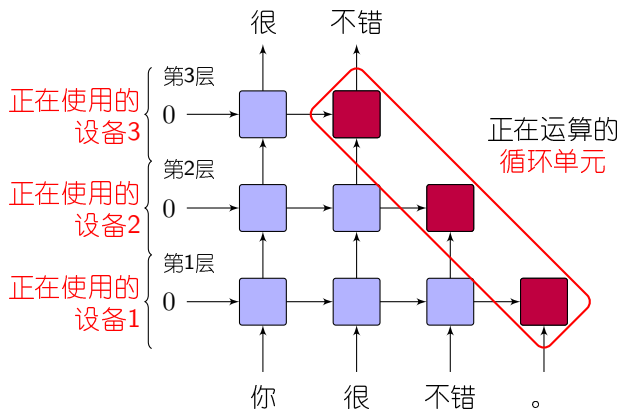 很 不错
第3层
正在使用的
设备3
0
正在运算的
循环单元
第2层
正在使用的
设备2
0
第1层
正在使用的
设备1
0
你 很 不错 。